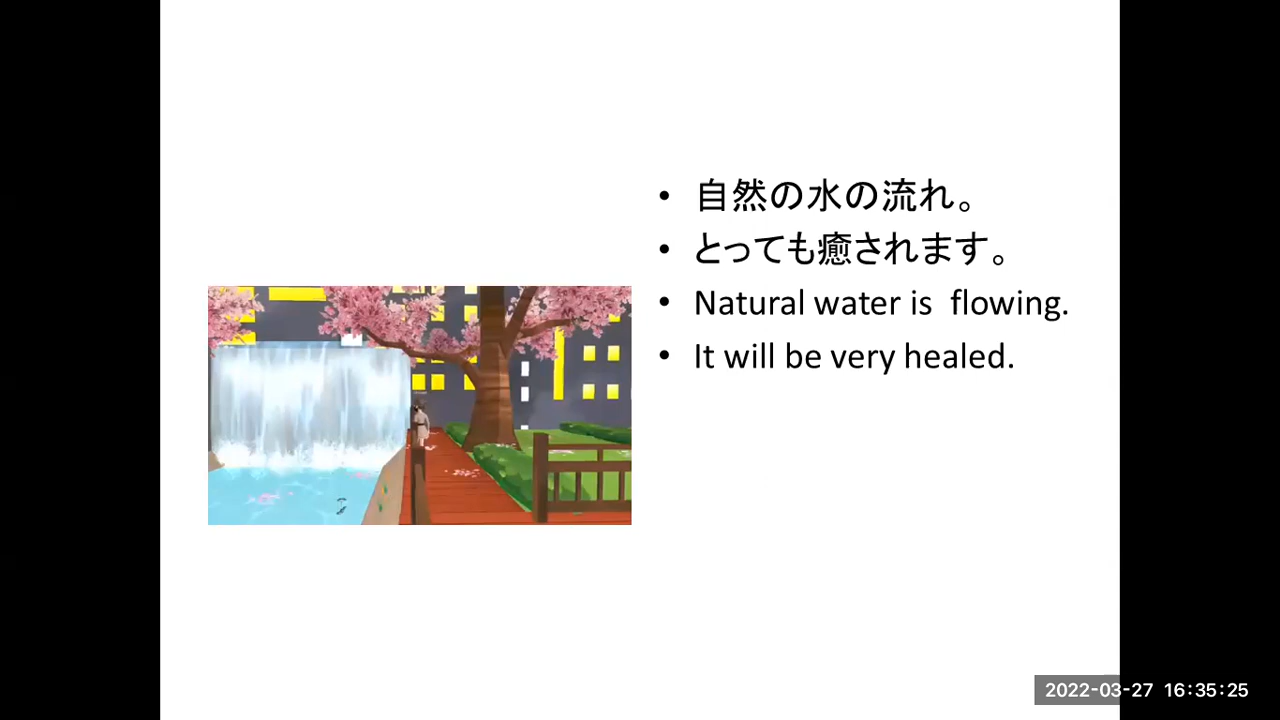 • 自然の水の流れ。
• とっても癒されます。
• Natural water is  flowing.
• It will be very healed.
2022-03-27 16:35:25